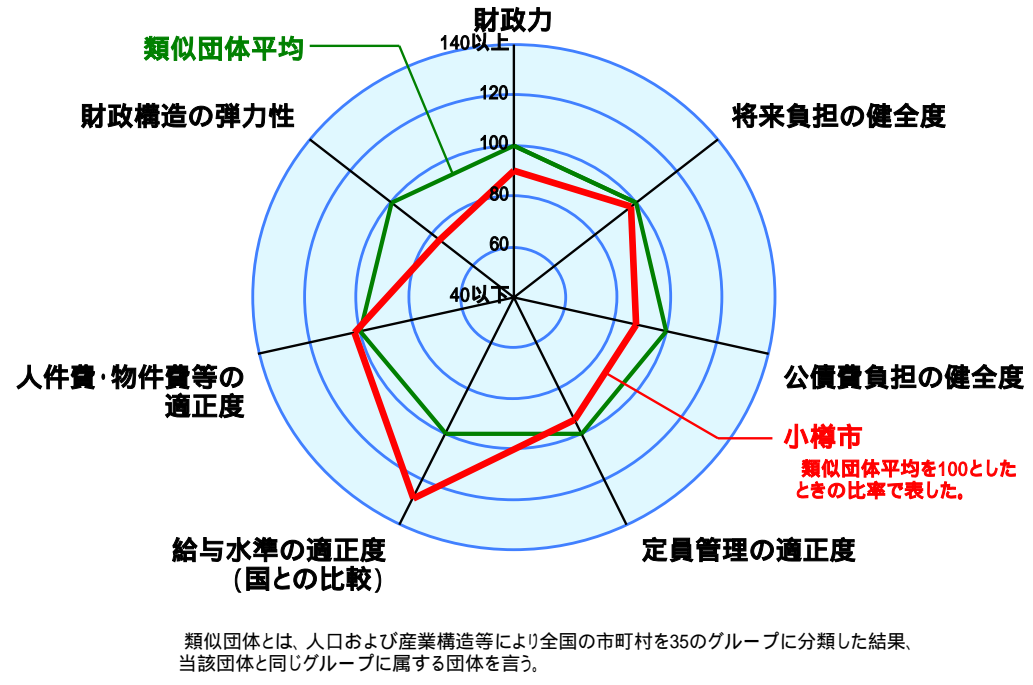 財政力
140以上
類似団体平均
120
財政構造の弾力性
将来負担の健全度
100
80
60
40以下
人件費・物件費等の
適正度
公債費負担の健全度
小樽市
類似団体平均を100とした
ときの比率で表した。
給与水準の適正度
(国との比較)
定員管理の適正度
類似団体とは、人口および産業構造等により全国の市町村を35のグループに分類した結果、
当該団体と同じグループに属する団体を言う。